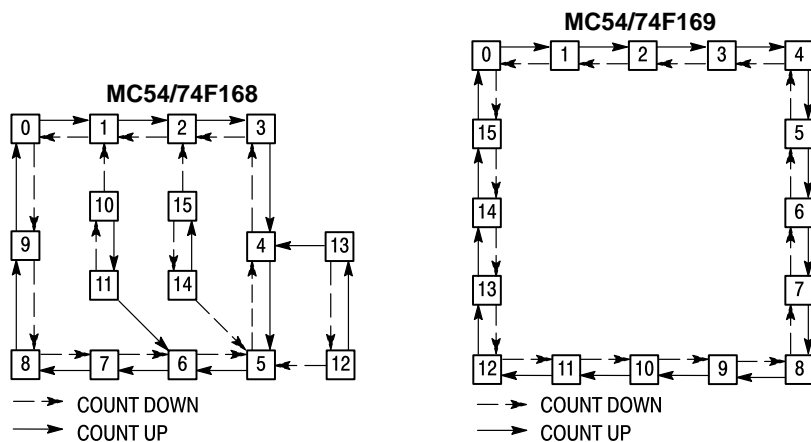 MC54/74F168
0 1 2 3
10 15
9 4 13
11 14
8 7 6 5 12
COUNT DOWN
COUNT UP
MC54/74F169
0 1 2 3 4
15 5
14 6
13 7
12 11 10 9 8
COUNT DOWN
COUNT UP